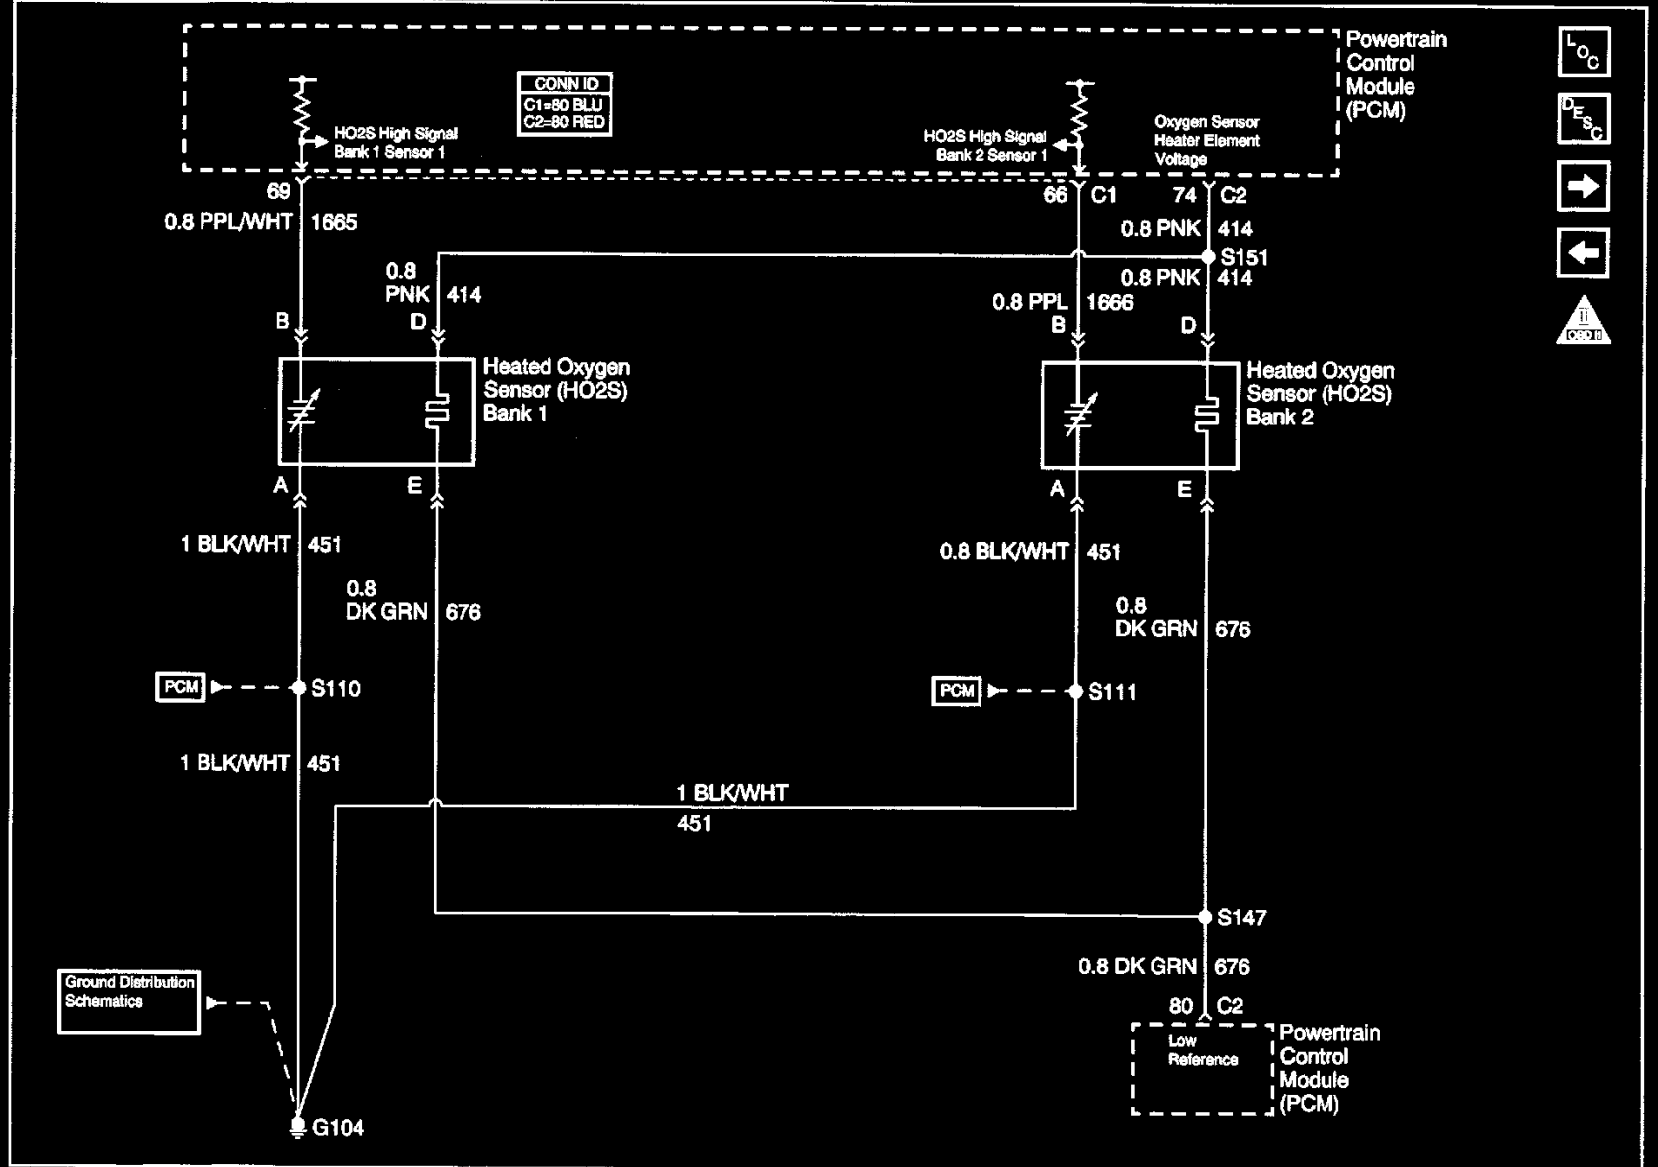 Powertrain
Control
Module
(PCM)
L
O
C
D
E
S
C
CONN ID
C1=80 BLU
C2=80 RED
HO2S High Signal
Bank 1 Sensor 1
HO2S High Signal
Bank 2 Sensor 1
Oxygen Sensor
Heater Element
Voltage
69
66 C1
74 C2
0.8 PPL/WHT 1665
0.8 PNK 414
S151
0.8 PNK 414
0.8
PNK 414
0.8 PPL 1666
B
D
B
D
Heated Oxygen
Sensor (HO2S)
Bank 1
Heated Oxygen
Sensor (HO2S)
Bank 2
II
OBD II
A
E
A
E
1 BLK/WHT 451
0.8 BLK/WHT 451
0.8
DK GRN 676
0.8
DK GRN 676
PCM
S110
PCM
S111
1 BLK/WHT 451
1 BLK/WHT
451
S147
0.8 DK GRN 676
Ground Distribution
Schematics
80 C2
Low
Reference
Powertrain
Control
Module
(PCM)
G104